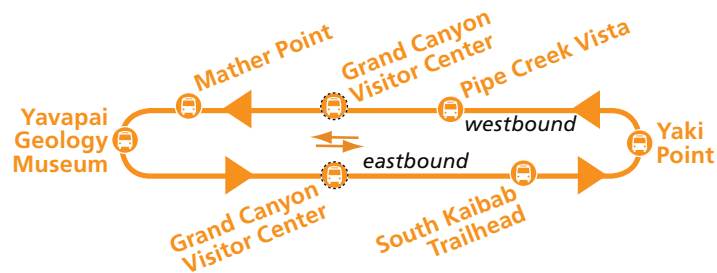 Mather Point
Grand Canyon
Visitor Center
Pipe Creek Vista
westbound
Yavapai
Geology
Museum
Yaki
Point
eastbound
Grand Canyon
Visitor Center
South Kaibab
Trailhead